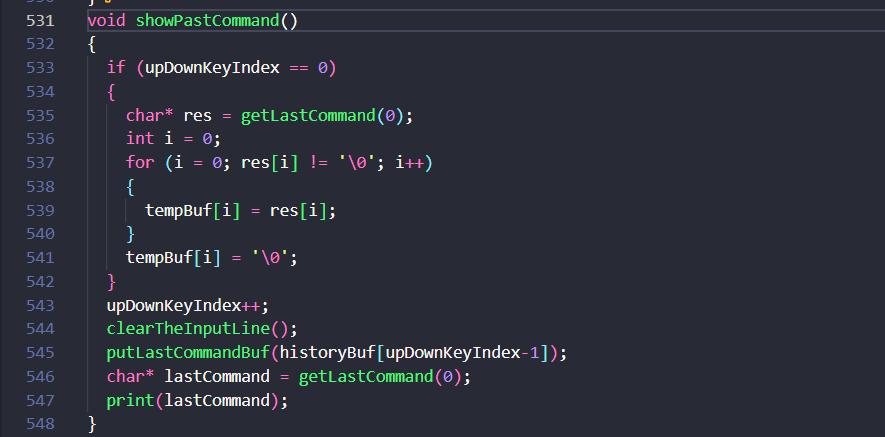 531 void showPastCommand()
532 {
533 if (upDownKeyIndex == 0)
534 {
535 char* res = getLastCommand(0);
536 int i = 0;
537 for (i = 0; res[i] != '\0'; i++)
538 {
539 tempBuf[i] = res[i];
540 }
541 tempBuf[i] = '\0';
542 }
543 upDownKeyIndex++;
544 clearTheInputLine();
545 putLastCommandBuf(historyBuf[upDownKeyIndex-1]);
546 char* lastCommand = getLastCommand(0);
547 print(lastCommand);
548 }